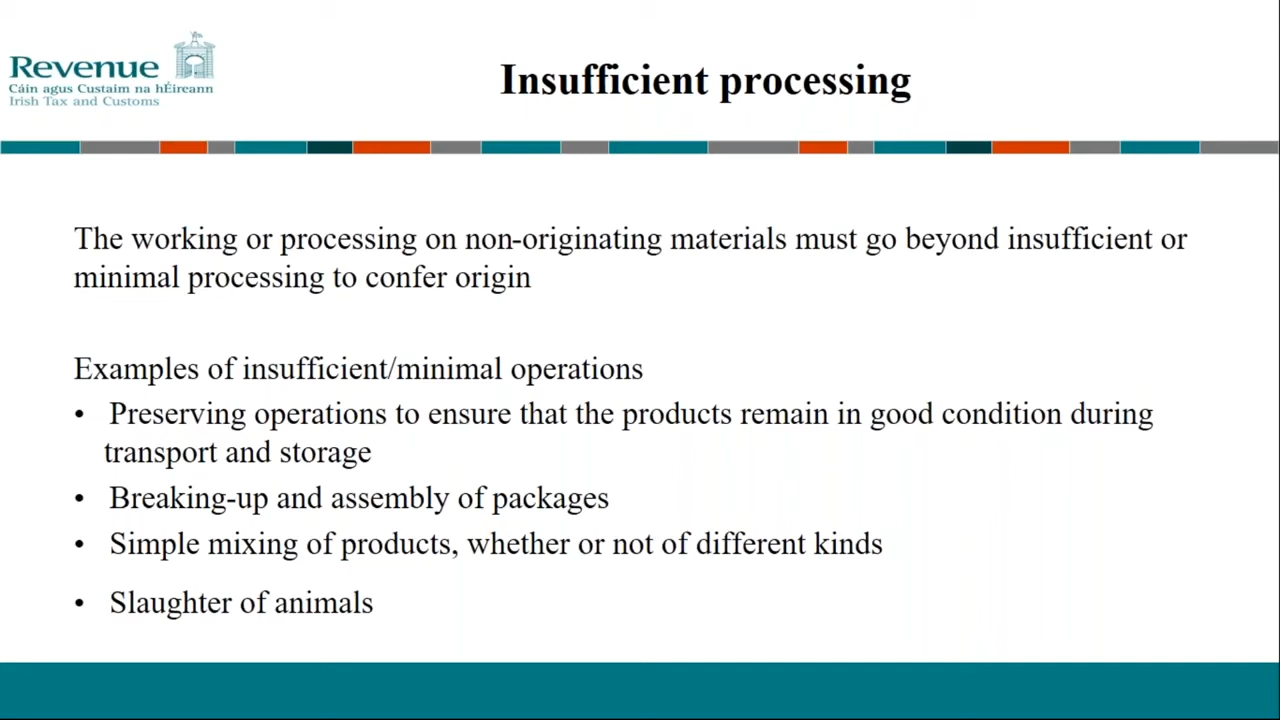 Revenue
Cáin agus Custaim na hÉireann
Irish Tax and Customs
Insufficient processing
The working or processing on non-originating materials must go beyond insufficient or
minimal processing to confer origin
Examples of insufficient/minimal operations
• Preserving operations to ensure that the products remain in good condition during
transport and storage
• Breaking-up and assembly of packages
• Simple mixing of products, whether or not of different kinds
• Slaughter of animals